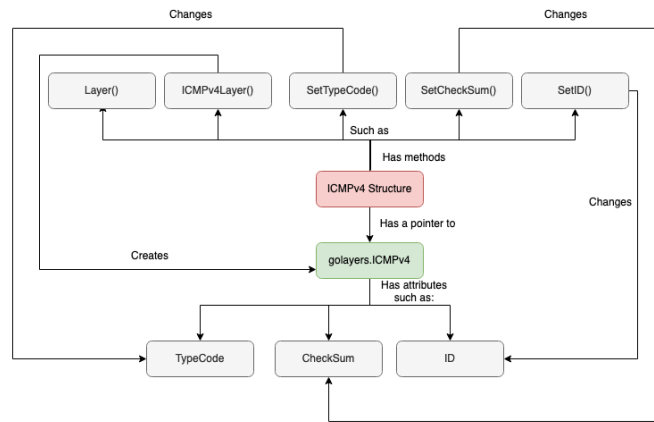 Changes
Changes
Layer()
ICMPv4Layer()
SetTypeCode()
SetCheckSum()
SetID()
Such as
Has methods
ICMPv4 Structure
Changes
Has a pointer to
Creates
golayers.ICMPv4
Has attributes
such as:
TypeCode
CheckSum
ID